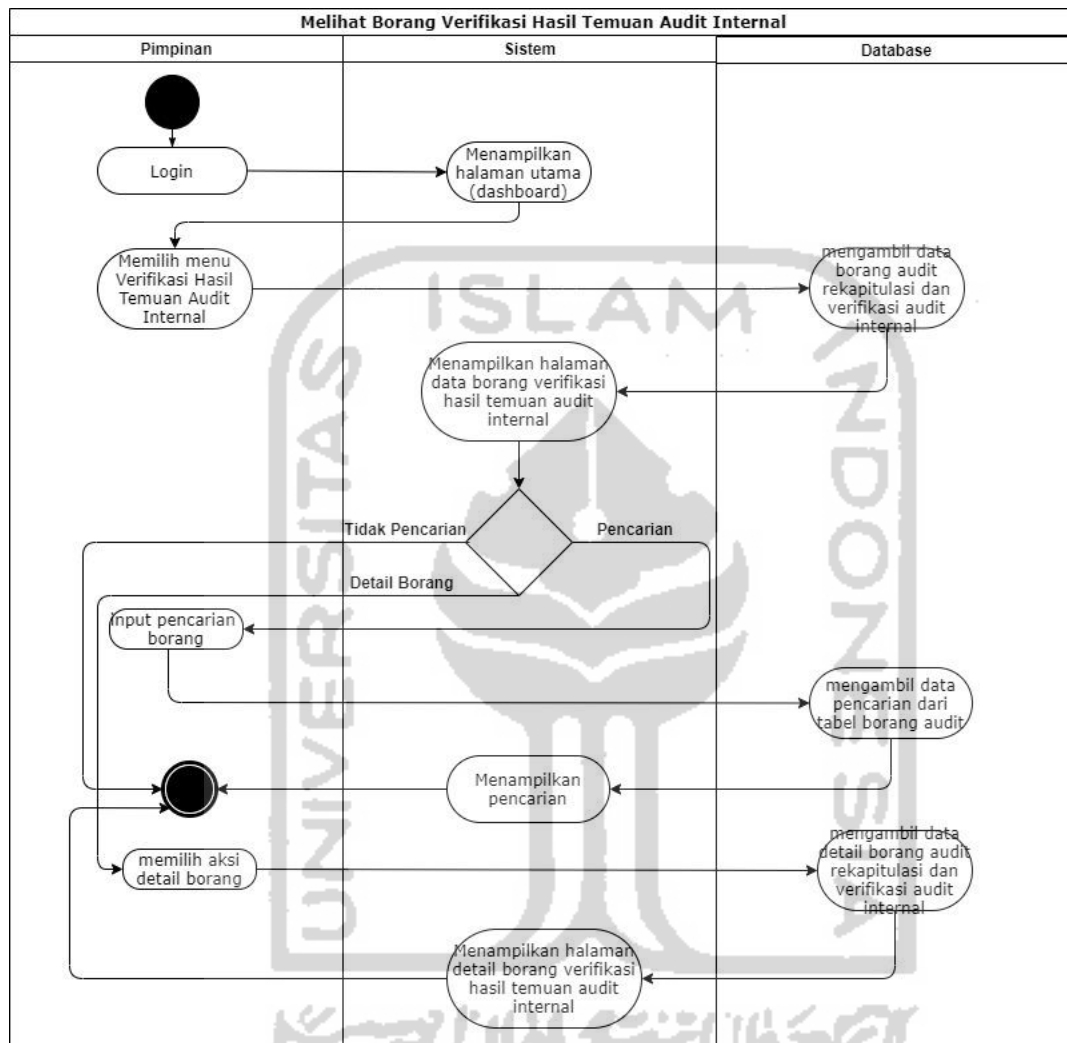 Melihat Borang Verifikasi Hasil Temuan Audit Internal
Pimpinan
Sistem
Database
Login
Menampilkan
halaman utama
(dashboard)
Memilih menu
Verifikasi Hasil
Temuan Audit
Internal
mengambil data
borang audit
rekapitulasi dan
verifikasi audit
internal
Menampilkan halaman
data borang verifikasi
hasil temuan audit
internal
Tidak Pencarian
Pencarian
Detail Borang
input pencarian
borang
mengambil data
pencarian dari
tabel borang audit
Menampilkan
pencarian
memilih aksi
detail borang
mengambil data
detail borang audit
rekapitulasi dan
verifikasi audit
internal
Menampilkan halaman
detail borang verifikasi
hasil temuan audit
internal
UNIVERSITAS
ISLAM
INDONESIA